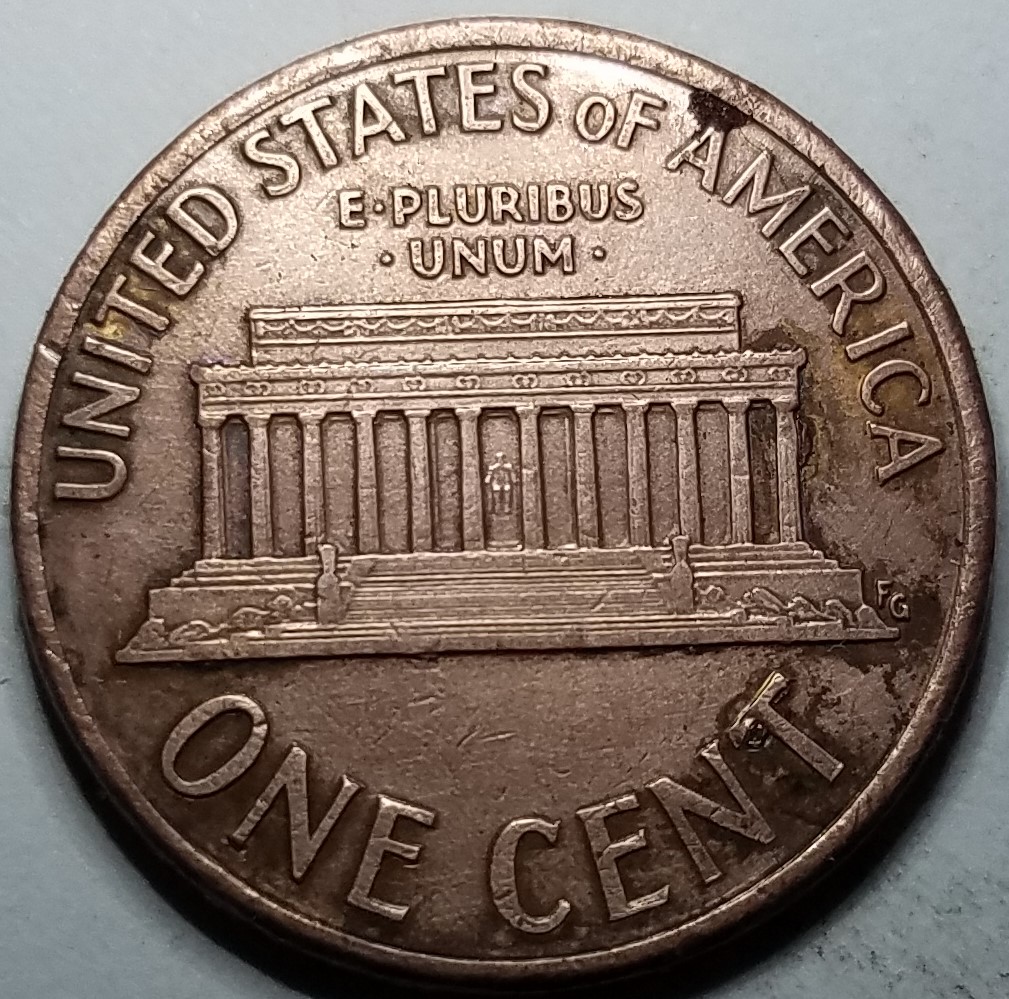 UNITED STATES OF AMERICA
E·PLURIBUS
·UNUM·
FG
ONE CENT